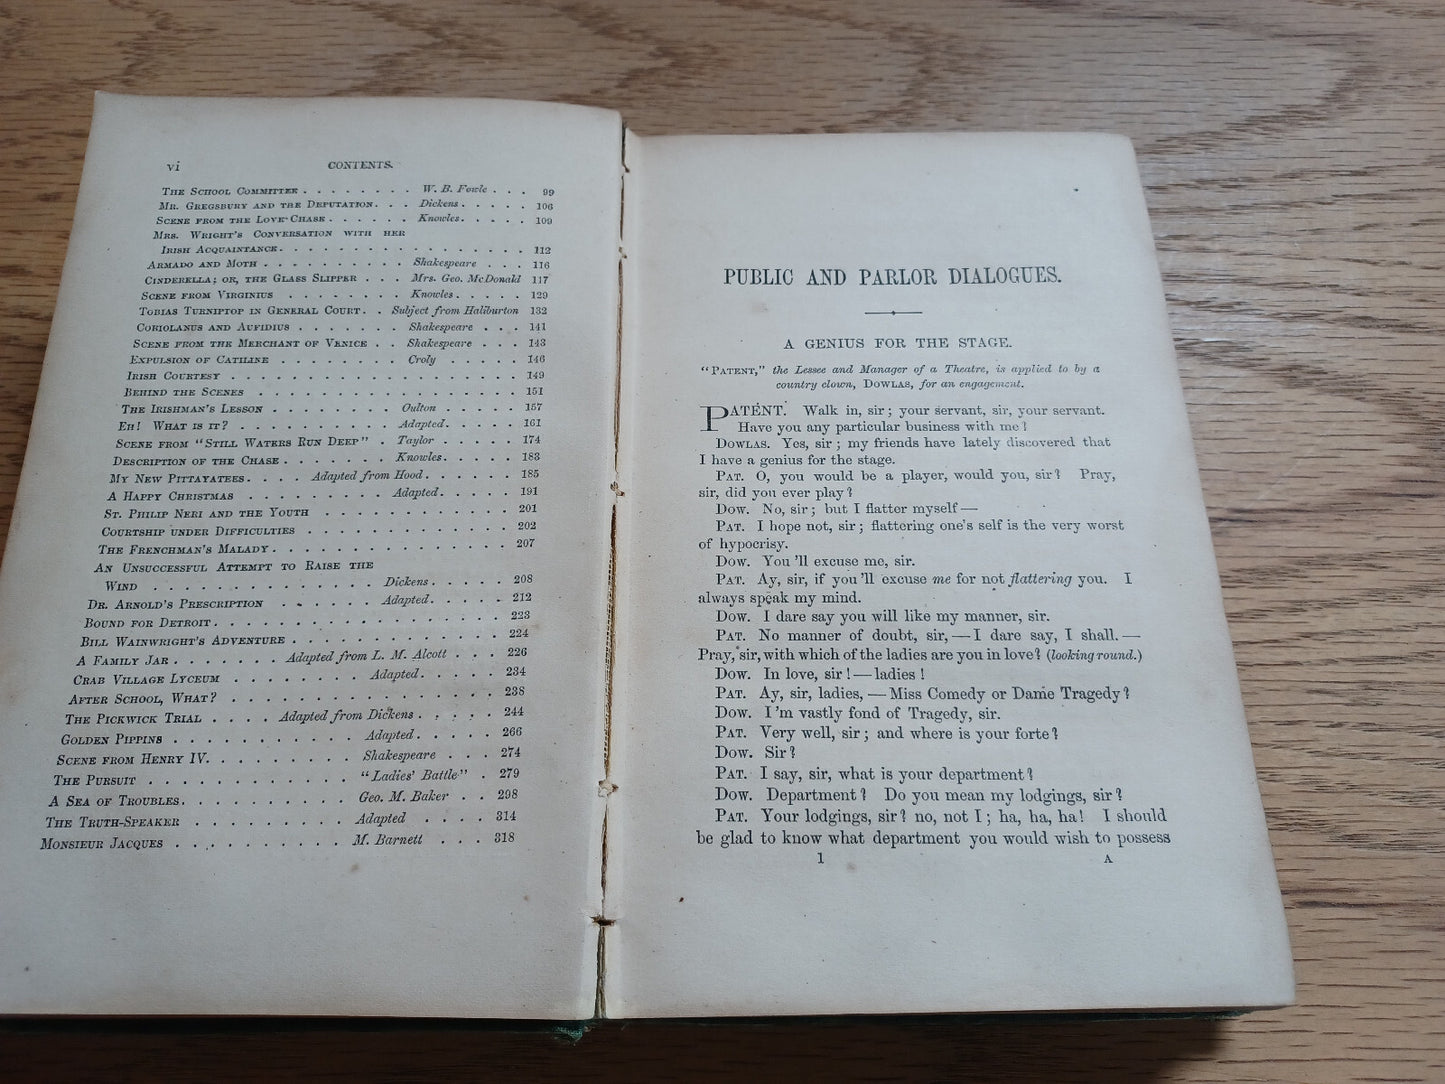 vi CONTENTS.
THE SCHOOL COMMITTEE . . . . . . . . W. B. Fowle . . . 99
MR. GREGSBURY AND THE DEPUTATION. . . Dickens. . . . . 106
SCENE FROM THE LOVE-CHASE . . . . . . Knowles. . . . . 109
MRS. WRIGHT'S CONVERSATION WITH HER
IRISH ACQUAINTANCE. . . . . . . . . . . . . . . . . 112
ARMADO AND MOTH . . . . . . . . . . Shakespeare . . . 116
CINDERELLA; OR, THE GLASS SLIPPER . . . Mrs. Geo. McDonald 117
SCENE FROM VIRGINIUS . . . . . . . . Knowles. . . . . 129
TOBIAS TURNIPTOP IN GENERAL COURT. . . Subject from Haliburton 132
CORIOLANUS AND AUFIDIUS . . . . . . . Shakespeare . . . 141
SCENE FROM THE MERCHANT OF VENICE . . Shakespeare . . . 143
EXPULSION OF CATILINE . . . . . . . . Croly . . . . . 146
IRISH COURTESY . . . . . . . . . . . . . . . . . . 149
BEHIND THE SCENES . . . . . . . . . . . . . . . . . 151
THE IRISHMAN'S LESSON . . . . . . . . Oulton . . . . . 157
EH! WHAT IS IT? . . . . . . . . . . Adapted. . . . . 161
SCENE FROM "STILL WATERS RUN DEEP" . Taylor . . . . . 174
DESCRIPTION OF THE CHASE . . . . . . . Knowles. . . . . 183
MY NEW PITTAYATEES. . . . Adapted from Hood. . . . . . 185
A HAPPY CHRISTMAS . . . . . . . . . Adapted. . . . . 191
ST. PHILIP NERI AND THE YOUTH . . . . . . . . . . . . 201
COURTSHIP UNDER DIFFICULTIES . . . . . . . . . . . . . 202
THE FRENCHMAN'S MALADY. . . . . . . . . . . . . . . 207
AN UNSUCCESSFUL ATTEMPT TO RAISE THE
WIND . . . . . . . . . . . . . Dickens. . . . . 208
DR. ARNOLD'S PRESCRIPTION . . . . . Adapted. . . . . 212
BOUND FOR DETROIT. . . . . . . . . . . . . . . . . . 223
BILL WAINWRIGHT'S ADVENTURE . . . . . . . . . . . . . 224
A FAMILY JAR . . . . . . . Adapted from L. M. Alcott . . . 226
CRAB VILLAGE LYCEUM . . . . . . . . Adapted. . . . . 234
AFTER SCHOOL, WHAT? . . . . . . . . . . . . . . . . 238
THE PICKWICK TRIAL . . . . Adapted from Dickens . . . . . 244
GOLDEN PIPPINS . . . . . . . . . . . Adapted. . . . . 266
SCENE FROM HENRY IV. . . . . . . . . Shakespeare . . . 274
THE PURSUIT . . . . . . . . . . . . "Ladies' Battle" . 279
A SEA OF TROUBLES. . . . . . . . . . Geo. M. Baker . . 298
THE TRUTH-SPEAKER . . . . . . . . . Adapted . . . . 314
MONSIEUR JACQUES . . . . . . . . . . M. Barnett . . . 318
PUBLIC AND PARLOR DIALOGUES.
A GENIUS FOR THE STAGE.
"PATENT," the Lessee and Manager of a Theatre, is applied to by a
country clown, DOWLAS, for an engagement.
PATENT. Walk in, sir; your servant, sir, your servant.
Have you any particular business with me?
DOWLAS. Yes, sir; my friends have lately discovered that
I have a genius for the stage.
PAT. O, you would be a player, would you, sir? Pray,
sir, did you ever play?
DOW. No, sir; but I flatter myself —
PAT. I hope not, sir; flattering one's self is the very worst
of hypocrisy.
DOW. You 'll excuse me, sir.
PAT. Ay, sir, if you 'll excuse me for not flattering you. I
always speak my mind.
DOW. I dare say you will like my manner, sir.
PAT. No manner of doubt, sir, — I dare say, I shall. —
Pray, sir, with which of the ladies are you in love? (looking round.)
DOW. In love, sir! — ladies!
PAT. Ay, sir, ladies, — Miss Comedy or Dame Tragedy?
DOW. I 'm vastly fond of Tragedy, sir.
PAT. Very well, sir; and where is your forte?
DOW. Sir?
PAT. I say, sir, what is your department?
DOW. Department? Do you mean my lodgings, sir?
PAT. Your lodgings, sir? no, not I; ha, ha, ha! I should
be glad to know what department you would wish to possess
1 A